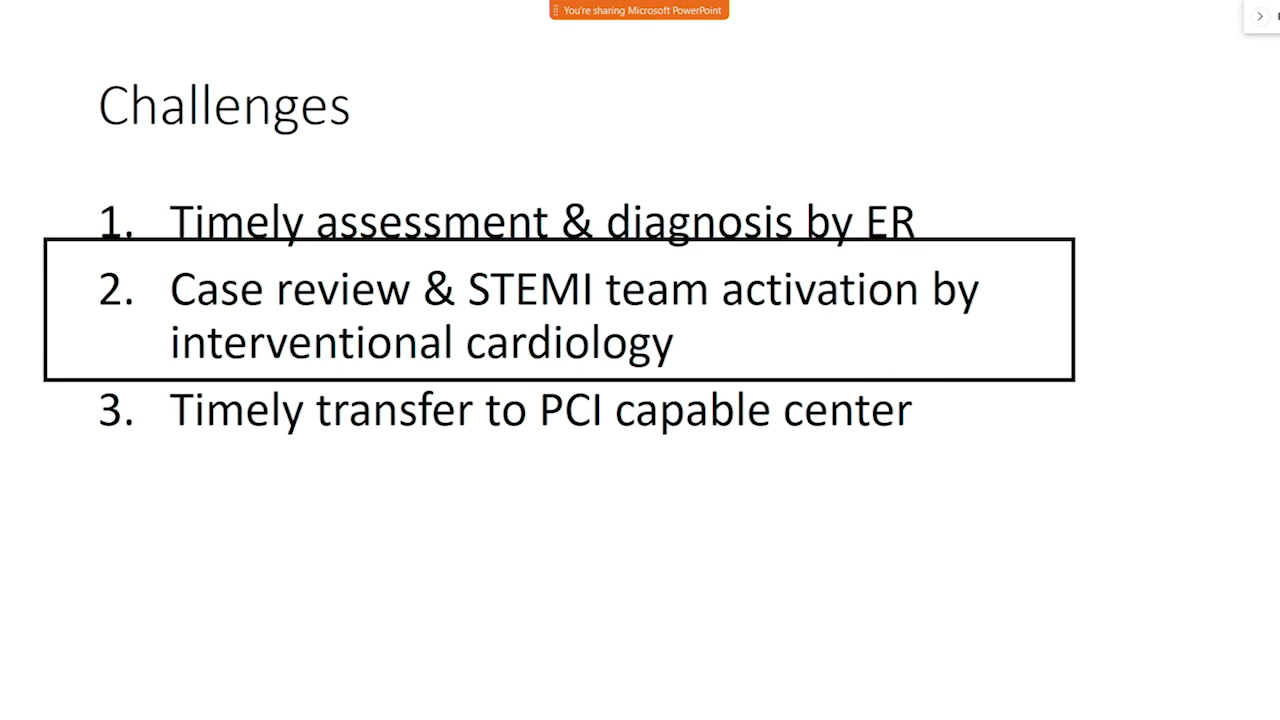 You're sharing Microsoft PowerPoint
Challenges
1. Timely assessment & diagnosis by ER
2. Case review & STEMI team activation by
interventional cardiology
3. Timely transfer to PCI capable center